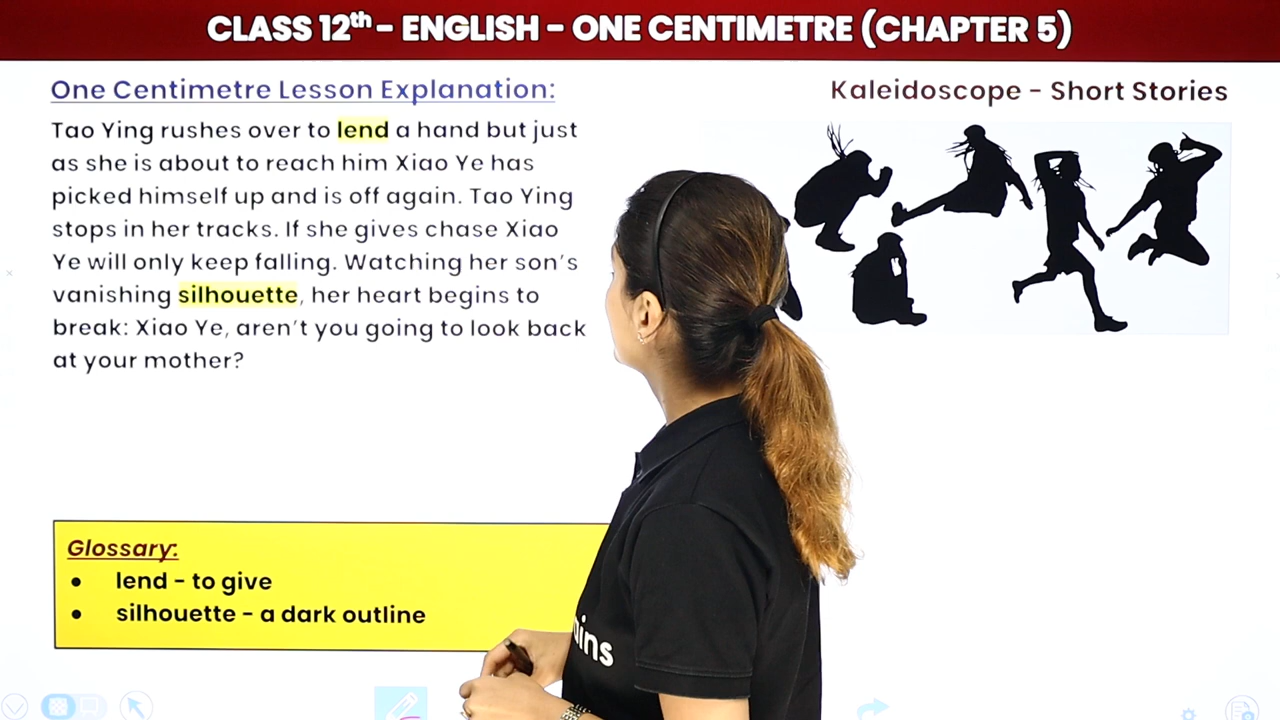 CLASS 12th - ENGLISH - ONE CENTIMETRE (CHAPTER 5)
One Centimetre Lesson Explanation:
Kaleidoscope - Short Stories
Tao Ying rushes over to lend a hand but just
as she is about to reach him Xiao Ye has
picked himself up and is off again. Tao Ying
stops in her tracks. If she gives chase Xiao
Ye will only keep falling. Watching her son's
vanishing silhouette, her heart begins to
break: Xiao Ye, aren't you going to look back
at your mother?
Glossary:
• lend - to give
• silhouette - a dark outline